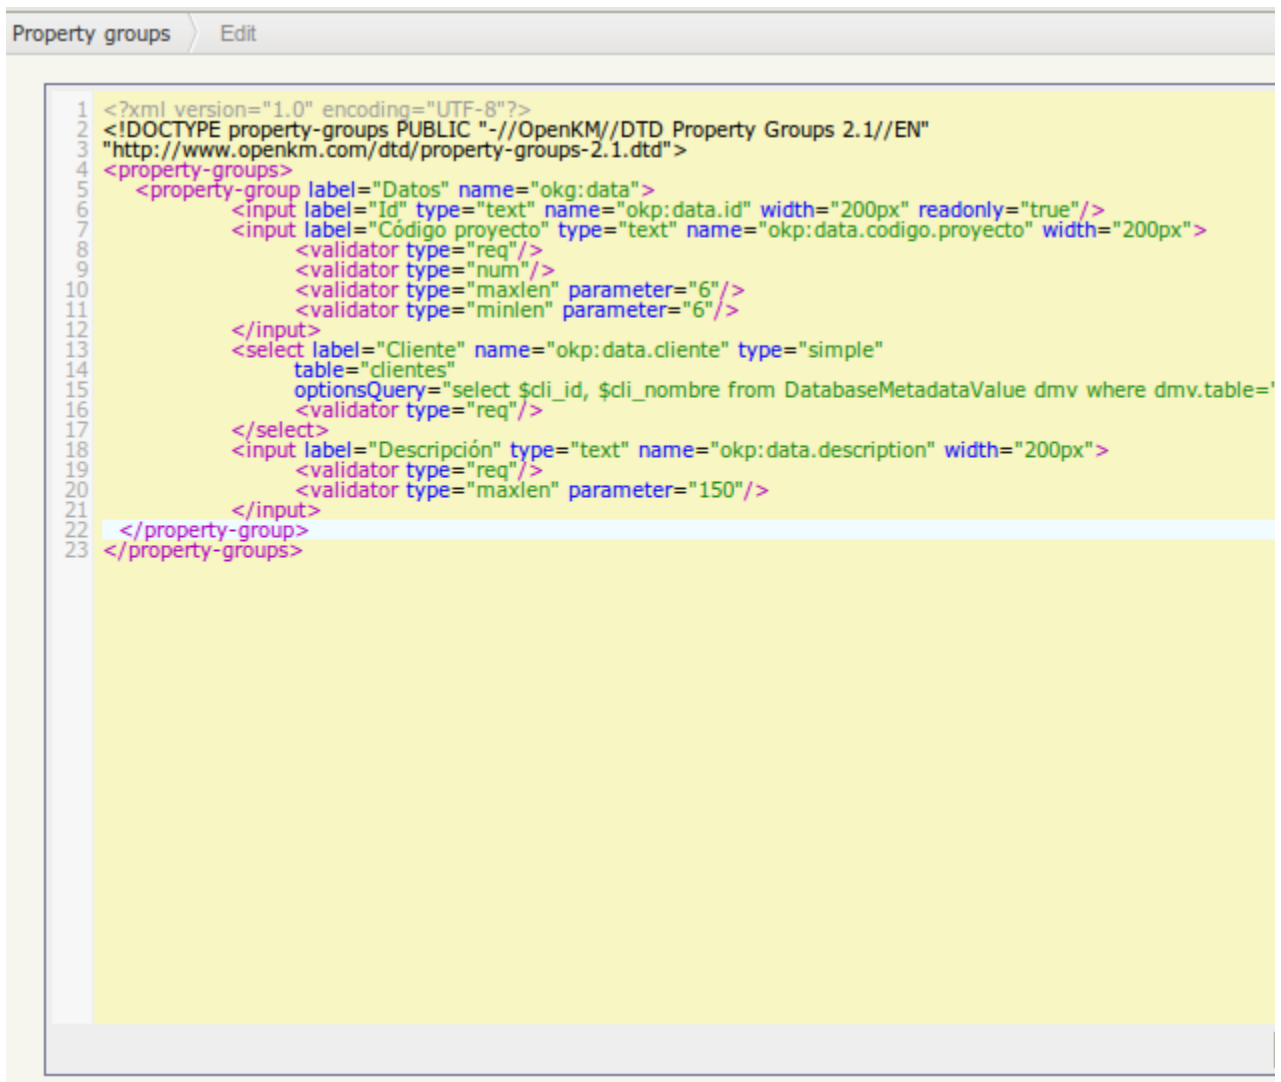 Property groups Edit
1 <?xml version="1.0" encoding="UTF-8"?>
2 <!DOCTYPE property-groups PUBLIC "-//OpenKM//DTD Property Groups 2.1//EN"
3 "http://www.openkm.com/dtd/property-groups-2.1.dtd">
4 <property-groups>
5 <property-group label="Datos" name="okg:data">
6 <input label="Id" type="text" name="okp:data.id" width="200px" readonly="true"/>
7 <input label="Código proyecto" type="text" name="okp:data.codigo.proyecto" width="200px">
8 <validator type="req"/>
9 <validator type="num"/>
10 <validator type="maxlen" parameter="6"/>
11 <validator type="minlen" parameter="6"/>
12 </input>
13 <select label="Cliente" name="okp:data.cliente" type="simple"
14 table="clientes"
15 optionsQuery="select $cli_id, $cli_nombre from DatabaseMetadataValue dmv where dmv.table='
16 <validator type="req"/>
17 </select>
18 <input label="Descripción" type="text" name="okp:data.description" width="200px">
19 <validator type="req"/>
20 <validator type="maxlen" parameter="150"/>
21 </input>
22 </property-group>
23 </property-groups>